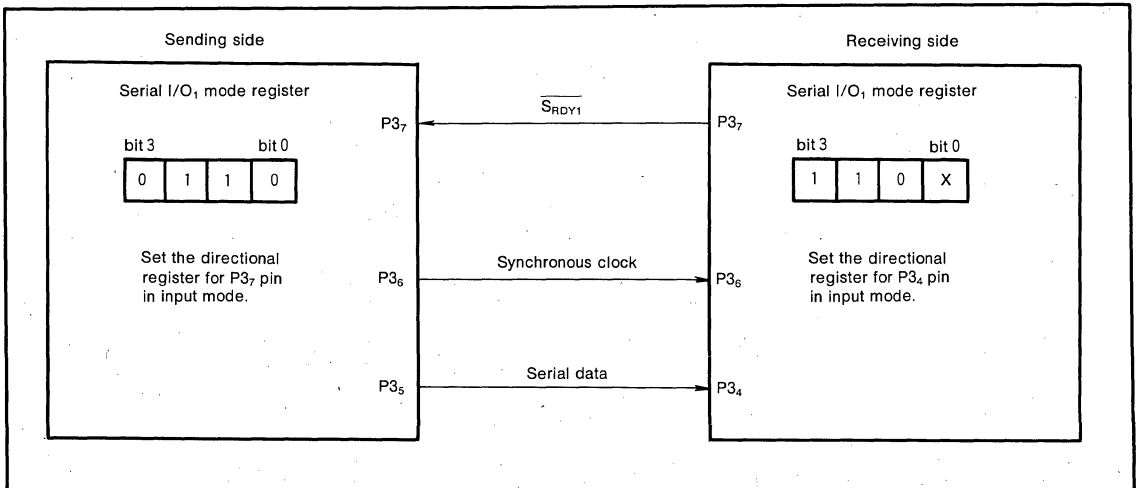 Sending side
Serial I/O₁ mode register
bit 3 bit 0
0 1 1 0
Set the directional
register for P3₇ pin
in input mode.
P3₇
P3₆
P3₅
S̅R̅D̅Y̅1̅
Synchronous clock
Serial data
Receiving side
P3₇
P3₆
P3₄
Serial I/O₁ mode register
bit 3 bit 0
1 1 0 X
Set the directional
register for P3₄ pin
in input mode.